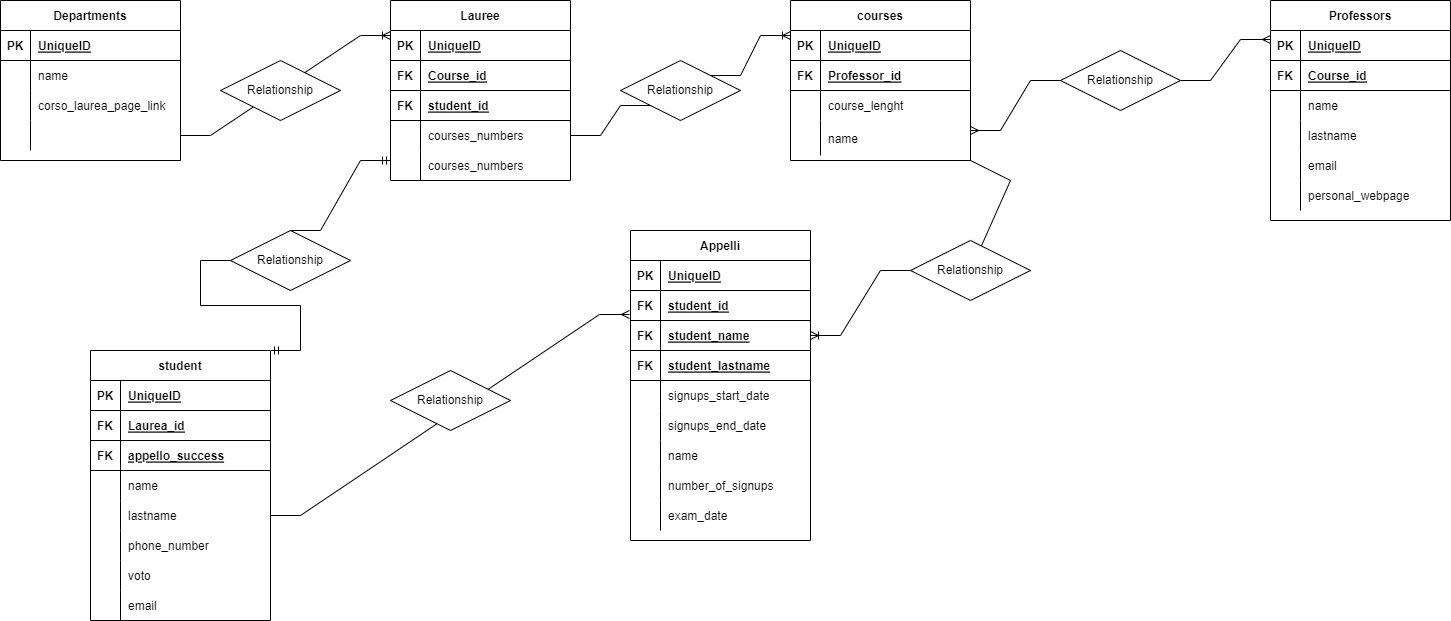 Departments
PK UniqueID
name
corso_laurea_page_link
Relationship
Lauree
PK UniqueID
FK Course_id
FK student_id
courses_numbers
courses_numbers
Relationship
courses
PK UniqueID
FK Professor_id
course_lenght
name
Relationship
Professors
PK UniqueID
FK Course_id
name
lastname
email
personal_webpage
Relationship
Relationship
Appelli
PK UniqueID
FK student_id
FK student_name
FK student_lastname
signups_start_date
signups_end_date
name
number_of_signups
exam_date
Relationship
student
PK UniqueID
FK Laurea_id
FK appello_success
name
lastname
phone_number
voto
email